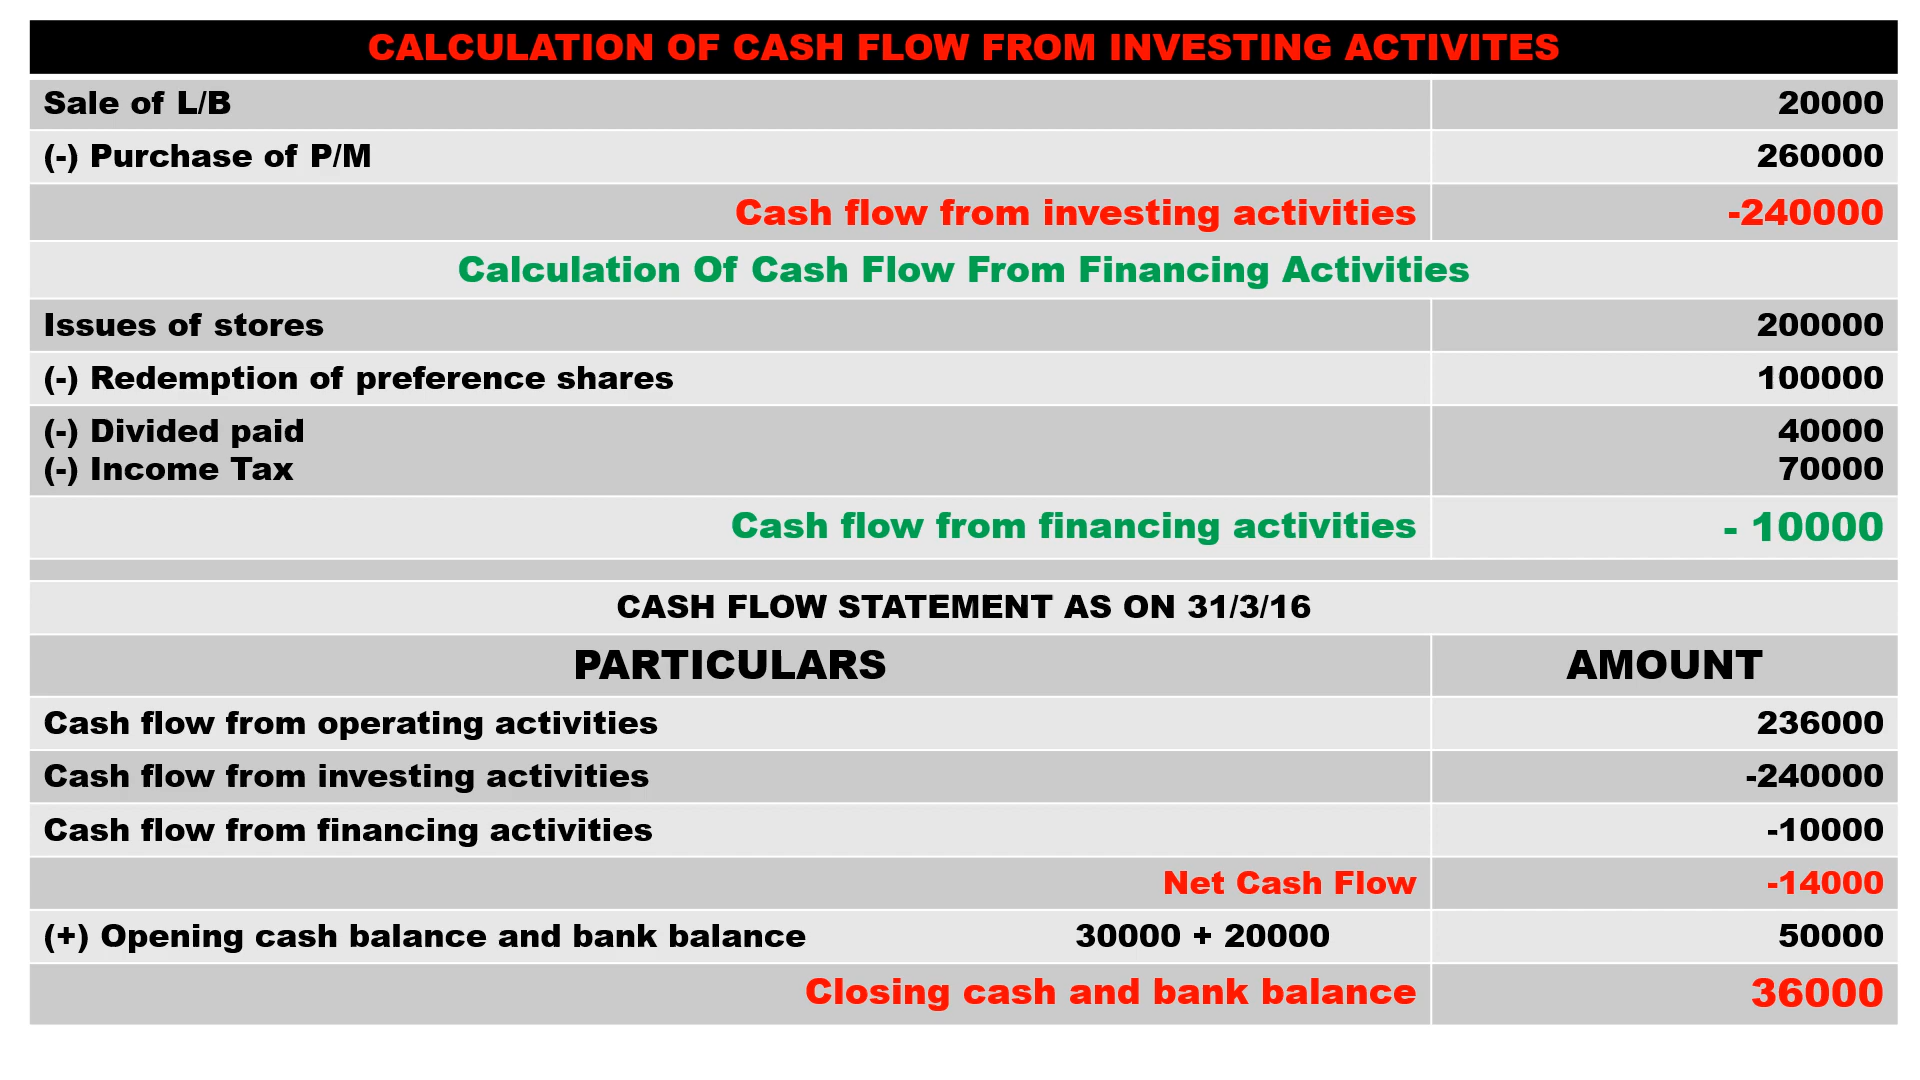 CALCULATION OF CASH FLOW FROM INVESTING ACTIVITES
Sale of L/B 20000
(-) Purchase of P/M 260000
Cash flow from investing activities -240000
Calculation Of Cash Flow From Financing Activities
Issues of stores 200000
(-) Redemption of preference shares 100000
(-) Divided paid 40000
(-) Income Tax 70000
Cash flow from financing activities - 10000
CASH FLOW STATEMENT AS ON 31/3/16
PARTICULARS AMOUNT
Cash flow from operating activities 236000
Cash flow from investing activities -240000
Cash flow from financing activities -10000
Net Cash Flow -14000
(+) Opening cash balance and bank balance 30000 + 20000 50000
Closing cash and bank balance 36000